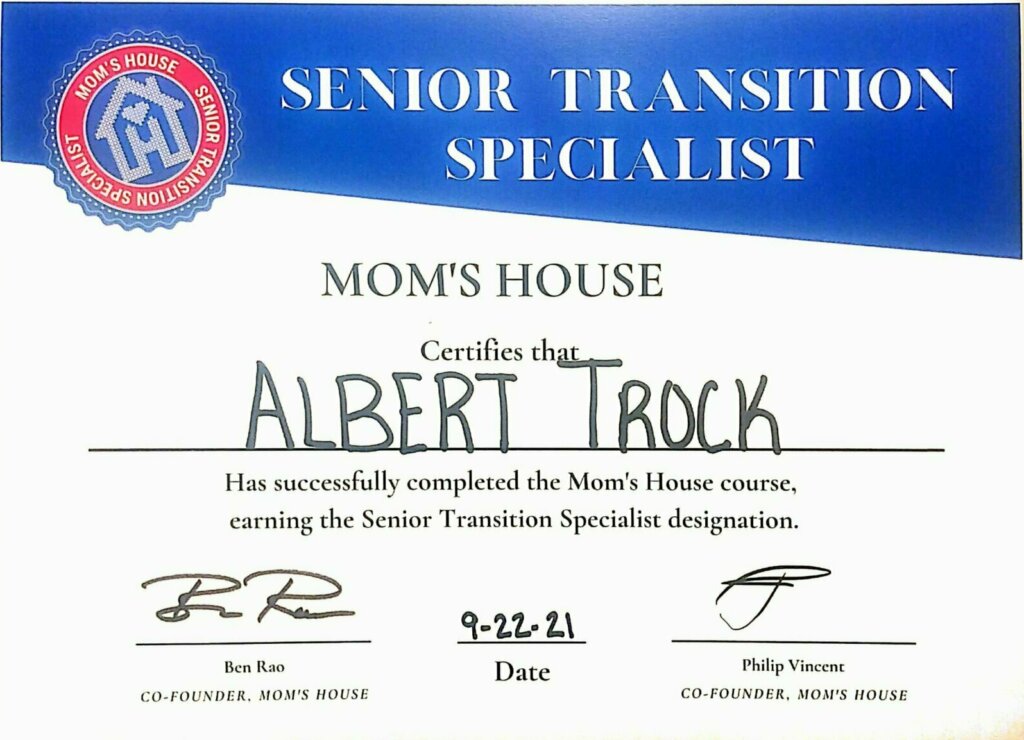 MOM'S HOUSE SENIOR TRANSITION SPECIALIST
SENIOR TRANSITION
SPECIALIST
MOM'S HOUSE
Certifies that
ALBERT TROCK
Has successfully completed the Mom's House course,
earning the Senior Transition Specialist designation.
Ben Rao
9-22-21
Date
Ben Rao
CO-FOUNDER, MOM'S HOUSE
Philip Vincent
CO-FOUNDER, MOM'S HOUSE